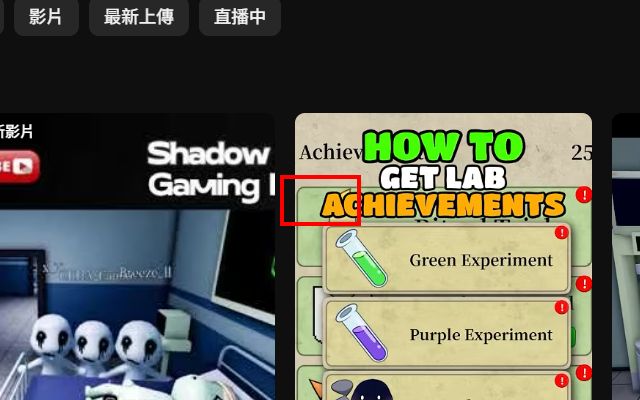 影片
最新上傳
直播中
影片
Shadow
Gaming
Achiev
25
HOW TO
GET LAB
ACHIEVEMENTS
Green Experiment
Purple Experiment